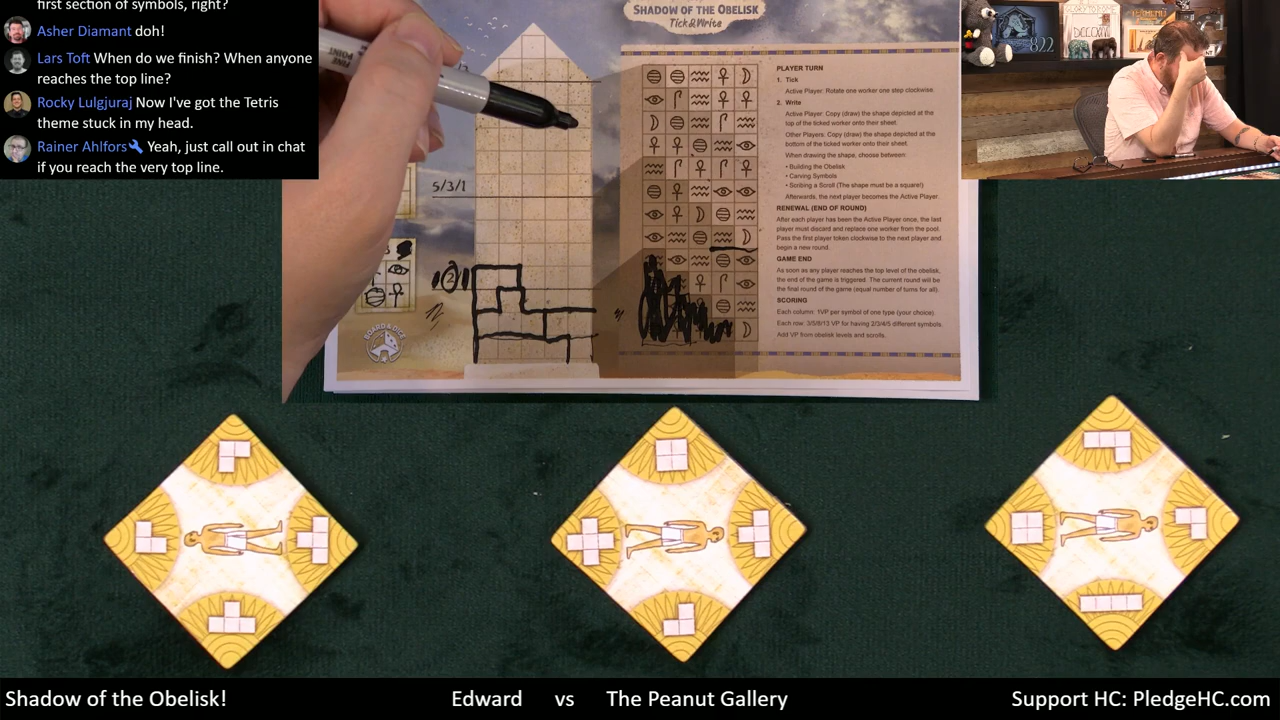 first section of symbols, right?
Asher Diamant doh!
Lars Toft When do we finish? When anyone
reaches the top line?
Rocky Lulgjuraj Now I've got the Tetris
theme stuck in my head.
Rainer Ahlfors Yeah, just call out in chat
if you reach the very top line.
FINE POINT
5/3/1
BOARD & DICE
SHADOW OF THE OBELISK
Tick&Write
PLAYER TURN
1. Tick
Active Player: Rotate one worker one step clockwise.
2. Write
Active Player: Copy (draw) the shape depicted at the
top of the ticked worker onto their sheet.
Other Players: Copy (draw) the shape depicted at the
bottom of the ticked worker onto their sheet.
When drawing the shape, choose between:
• Building the Obelisk
• Carving Symbols
• Scribing a Scroll (The shape must be a square!)
Afterwards, the next player becomes the Active Player.
RENEWAL (END OF ROUND)
After each player has been the Active Player once, the last
player must discard and replace one worker from the pool.
Pass the first player token clockwise to the next player and
begin a new round.
GAME END
As soon as any player reaches the top level of the obelisk,
the end of the game is triggered. The current round will be
the final round of the game (equal number of turns for all).
SCORING
Each column: 1VP per symbol of one type (your choice)
Each row: 3/5/8/13 VP for having 2/3/4/5 different symbols.
Add VP from obelisk levels and scrolls.
822
Shadow of the Obelisk!
Edward vs The Peanut Gallery
Support HC: PledgeHC.com